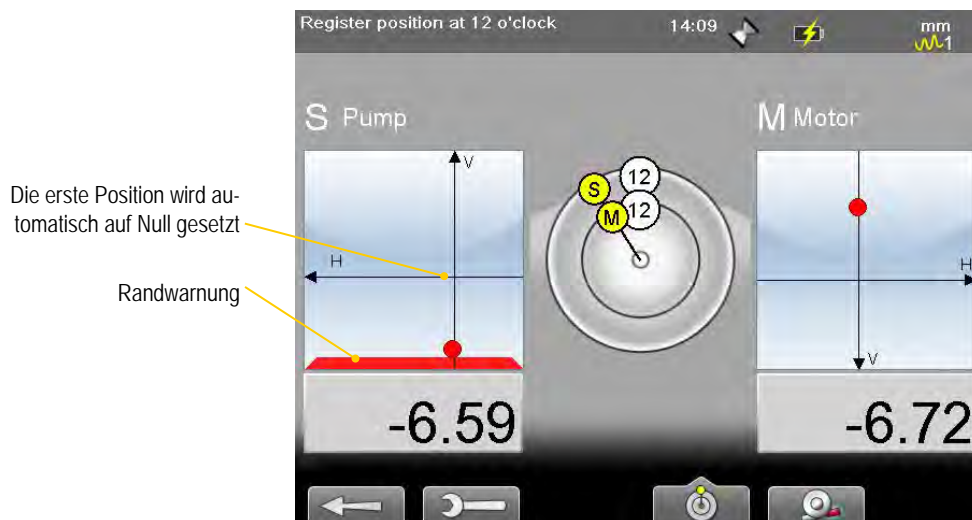 Register position at 12 o'clock
14:09
mm
1
S Pump
M Motor
V
12
S
12
M
H
H
V
Die erste Position wird au-
tomatisch auf Null gesetzt
Randwarnung
-6.59
-6.72